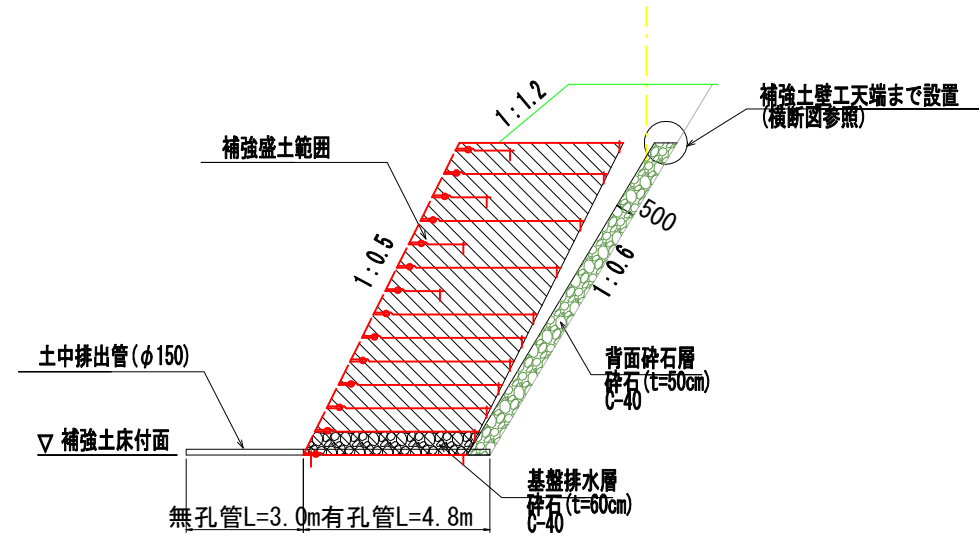 1:1.2
補強土壁工天端まで設置
(横断図参照)
補強盛土範囲
500
1:0.5
1:0.6
土中排出管(φ150)
背面砕石層
砕石(t=50cm)
C-40
▽ 補強土床付面
基盤排水層
砕石(t=60cm)
C-40
無孔管L=3.0m有孔管L=4.8m